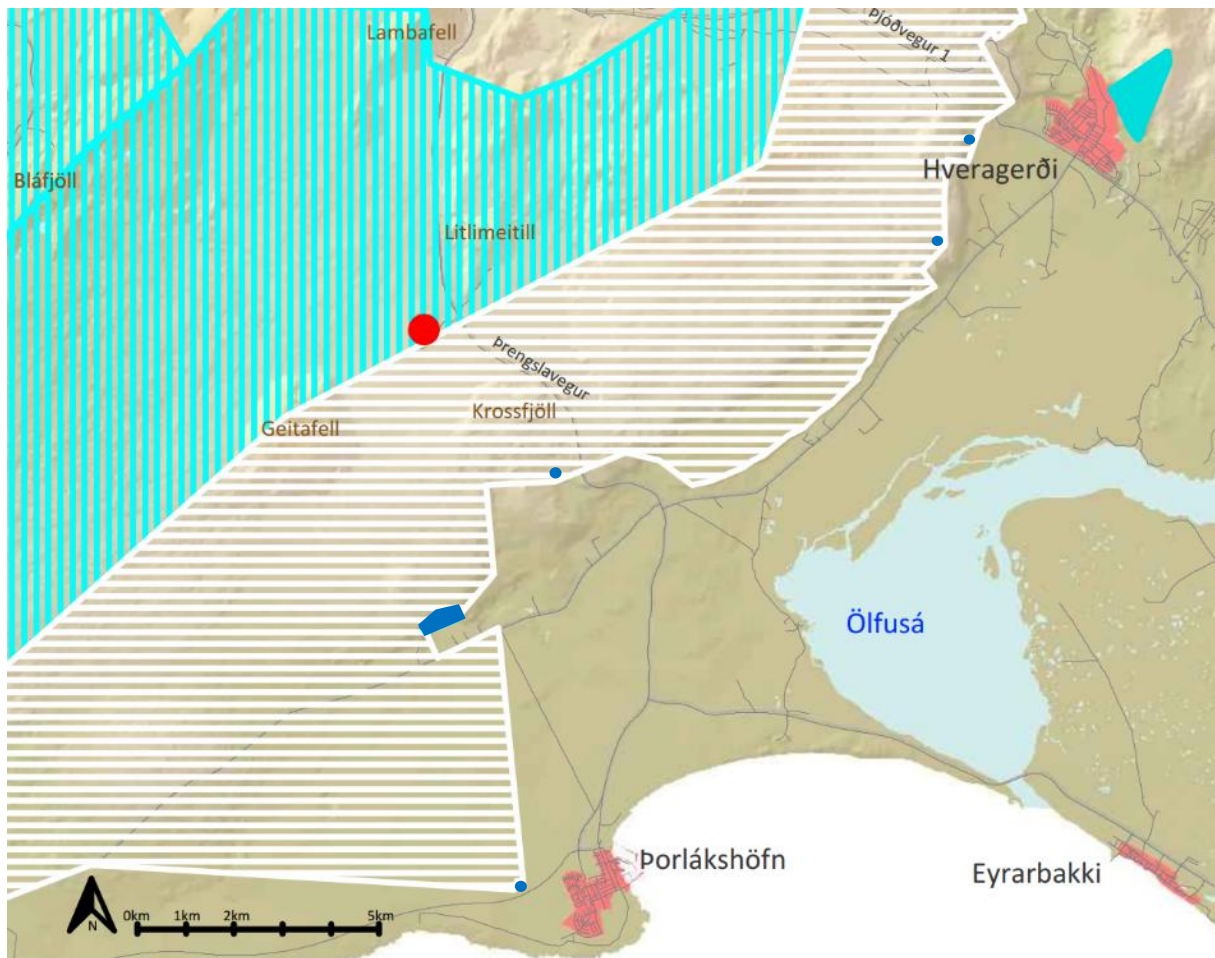 Lambafell
Þjóðvegur 1
Hveragerði
Bláfjöll
Litlimeitill
Þrengslavegur
Krossfjöll
Geitafell
Ölfusá
Þorlákshöfn
Eyrarbakki
N
0km 1km 2km 5km